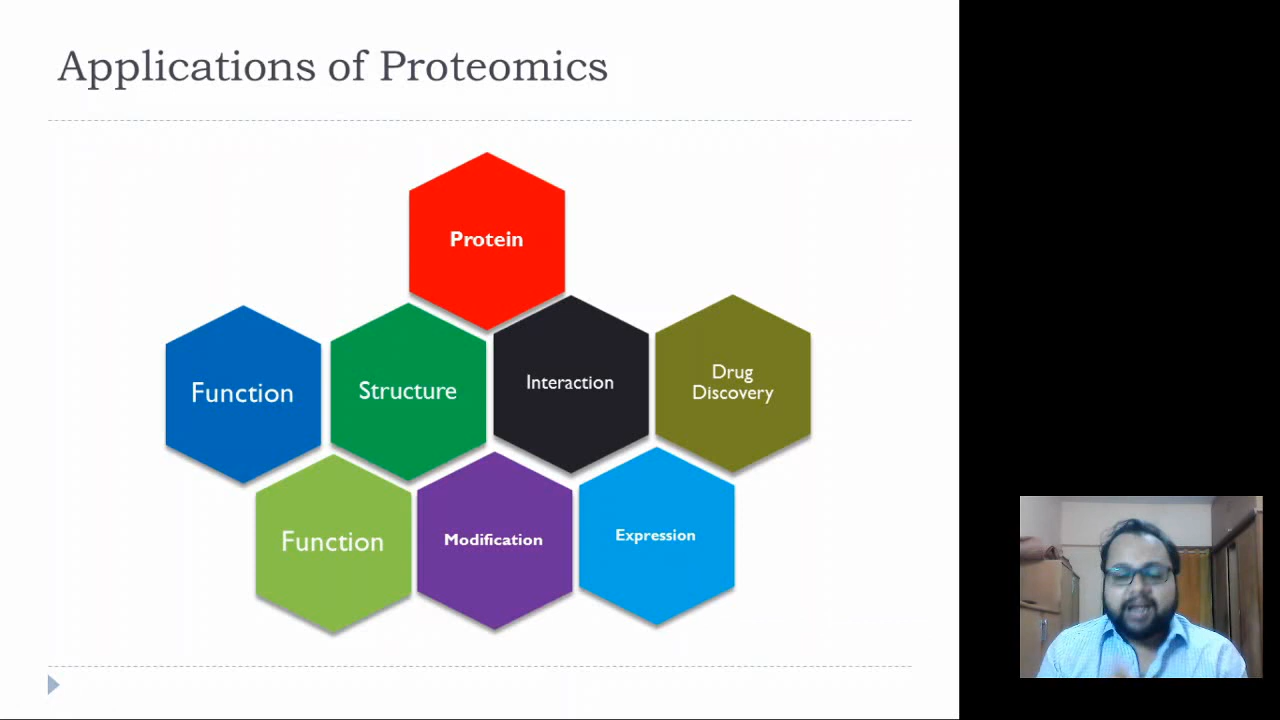 Applications of Proteomics
Protein
Function
Structure
Interaction
Drug
Discovery
Function
Modification
Expression